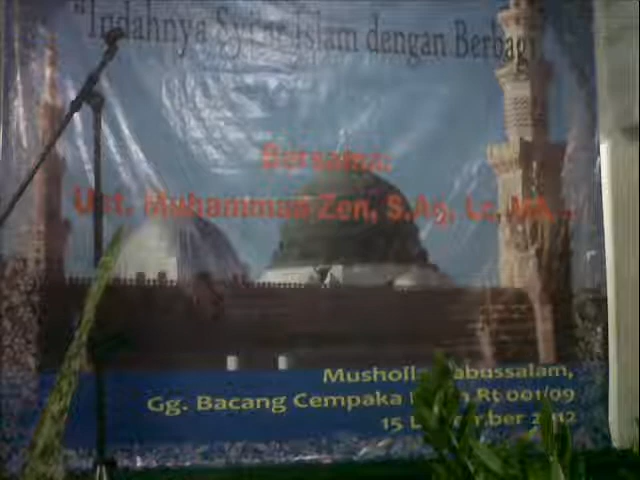 "Indahnya Syiar Islam dengan Berbagi
Bersama:
Ust. Muhammad Zen, S.Ag, Lc, MA.
Musholla
Gg. Bacang Cempaka Rt 001/09
15